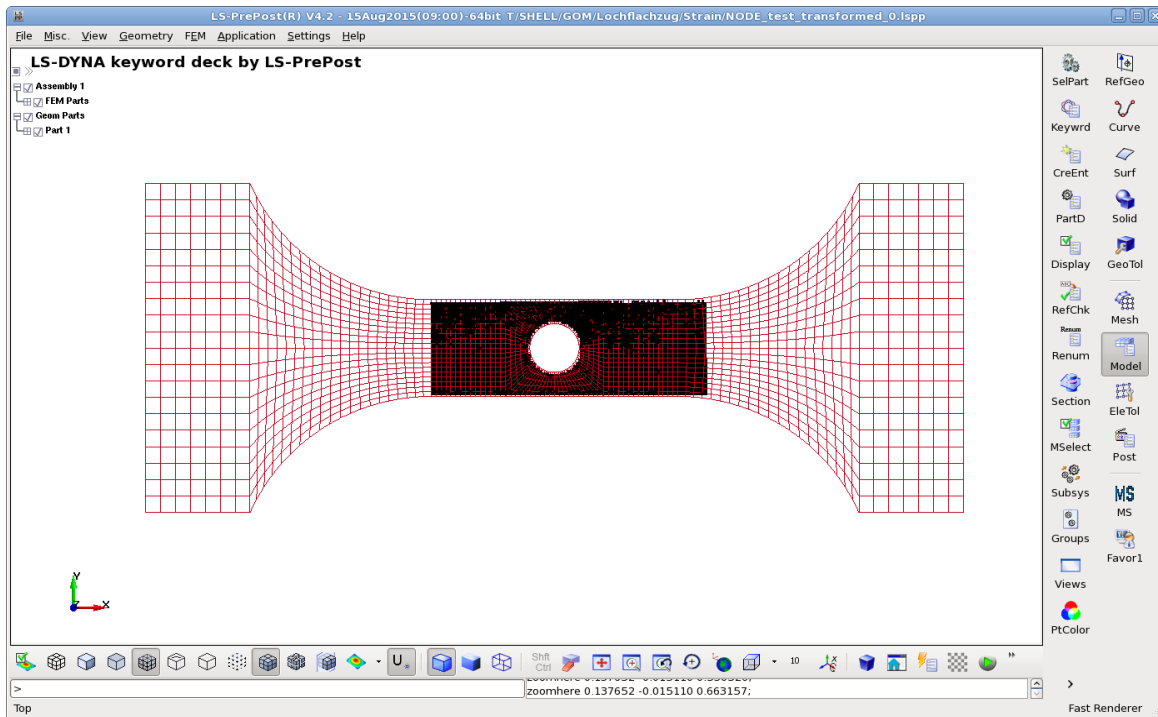 LS-PrePost(R) V4.2 - 15Aug2015(09:00)-64bit T/SHELL/GOM/Lochflachzug/Strain/NODE_test_transformed_0.lspp
File Misc. View Geometry FEM Application Settings Help
LS-DYNA keyword deck by LS-PrePost
Assembly 1
FEM Parts
Geom Parts
Part 1
SelPart RefGeo
Keywrd Curve
CreEnt Surf
PartD Solid
Display GeoTol
RefChk Mesh
Renum
Renum Model
Section EleTol
MSelect Post
Subsys MS
MS
Groups Favor1
Views
PtColor
Y
Z X
Shft
Ctrl
10
U
>
zoomhere 0.137652 -0.015110 0.663157;
Top
Fast Renderer